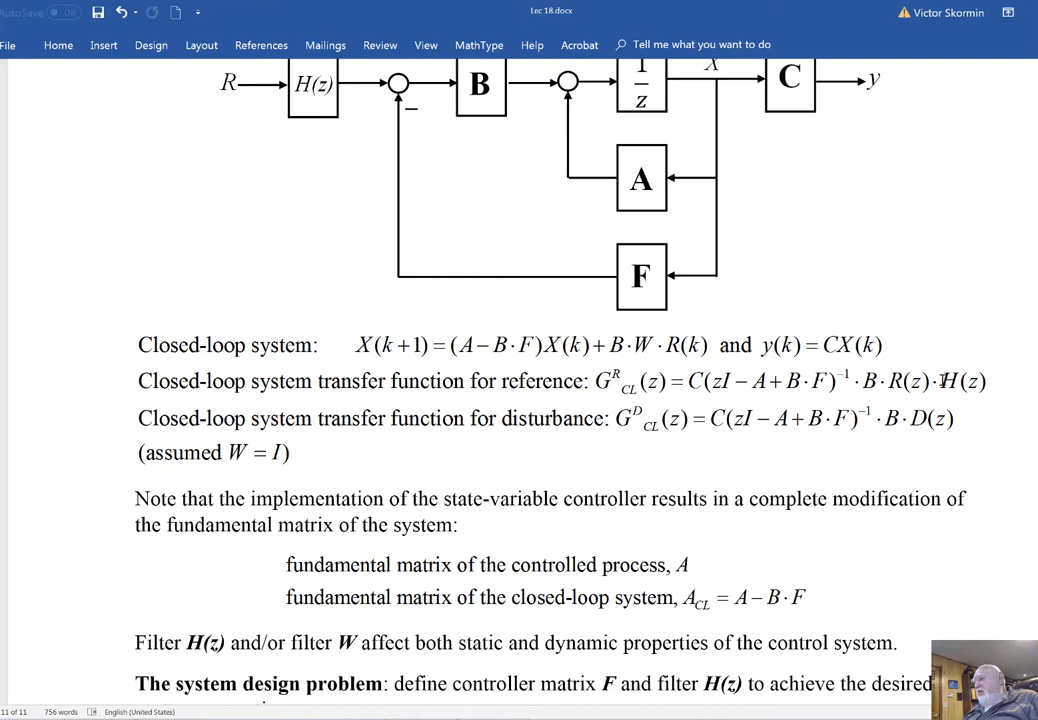 AutoSave Off
Lec 18.docx
Victor Skormin
File Home Insert Design Layout References Mailings Review View MathType Help Acrobat Tell me what you want to do
R H(z) B 1/z X C y
−
A
F
Closed-loop system: X(k+1) = (A − B·F)X(k) + B·W·R(k) and y(k) = CX(k)
Closed-loop system transfer function for reference: G^R_CL(z) = C(zI − A + B·F)^−1 · B · R(z) · H(z)
Closed-loop system transfer function for disturbance: G^D_CL(z) = C(zI − A + B·F)^−1 · B · D(z)
(assumed W = I)
Note that the implementation of the state-variable controller results in a complete modification of
the fundamental matrix of the system:
fundamental matrix of the controlled process, A
fundamental matrix of the closed-loop system, A_CL = A − B·F
Filter H(z) and/or filter W affect both static and dynamic properties of the control system.
The system design problem: define controller matrix F and filter H(z) to achieve the desired
11 of 11 756 words English (United States)